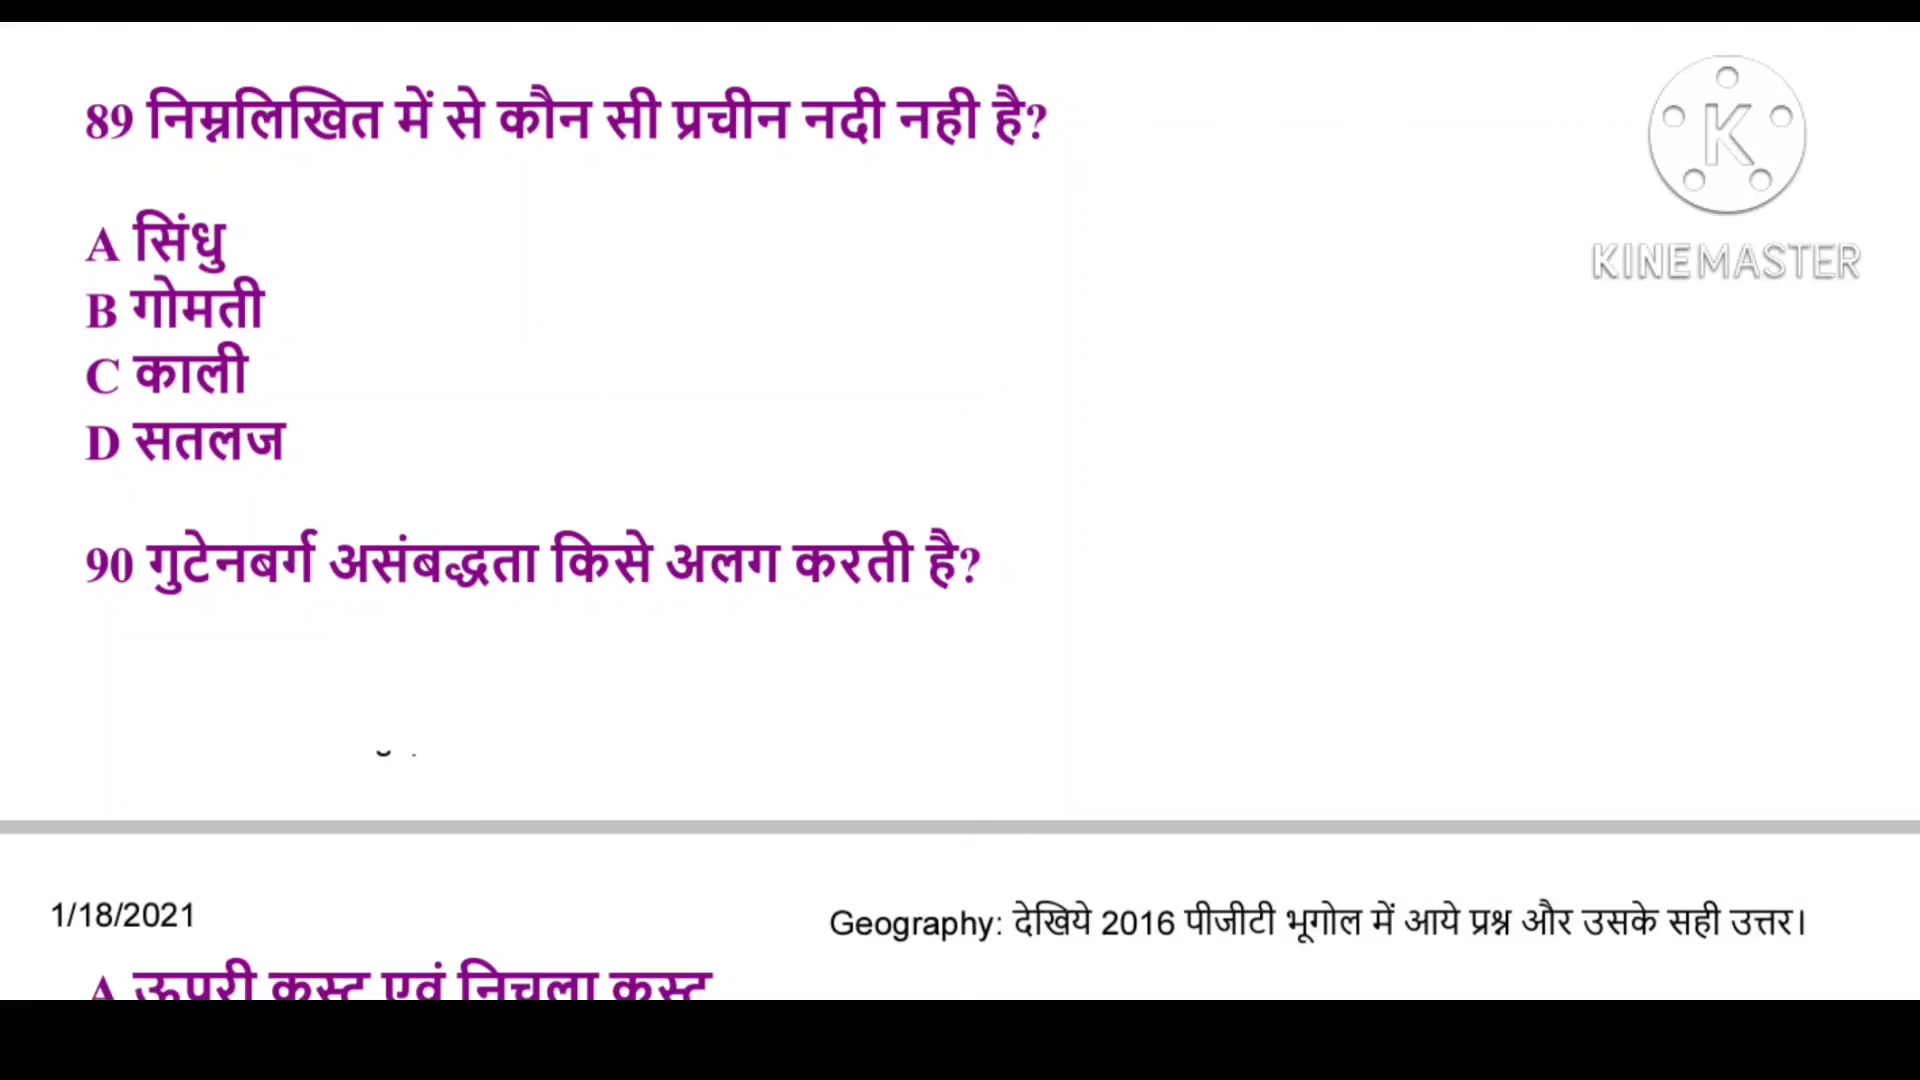 89 निम्नलिखित में से कौन सी प्रचीन नदी नही है?
KINEMASTER
A सिंधु
B गोमती
C काली
D सतलज
90 गुटेनबर्ग असंबद्धता किसे अलग करती है?
1/18/2021
Geography: देखिये 2016 पीजीटी भूगोल में आये प्रश्न और उसके सही उत्तर।
A ऊपरी क्रस्ट एवं निचला क्रस्ट